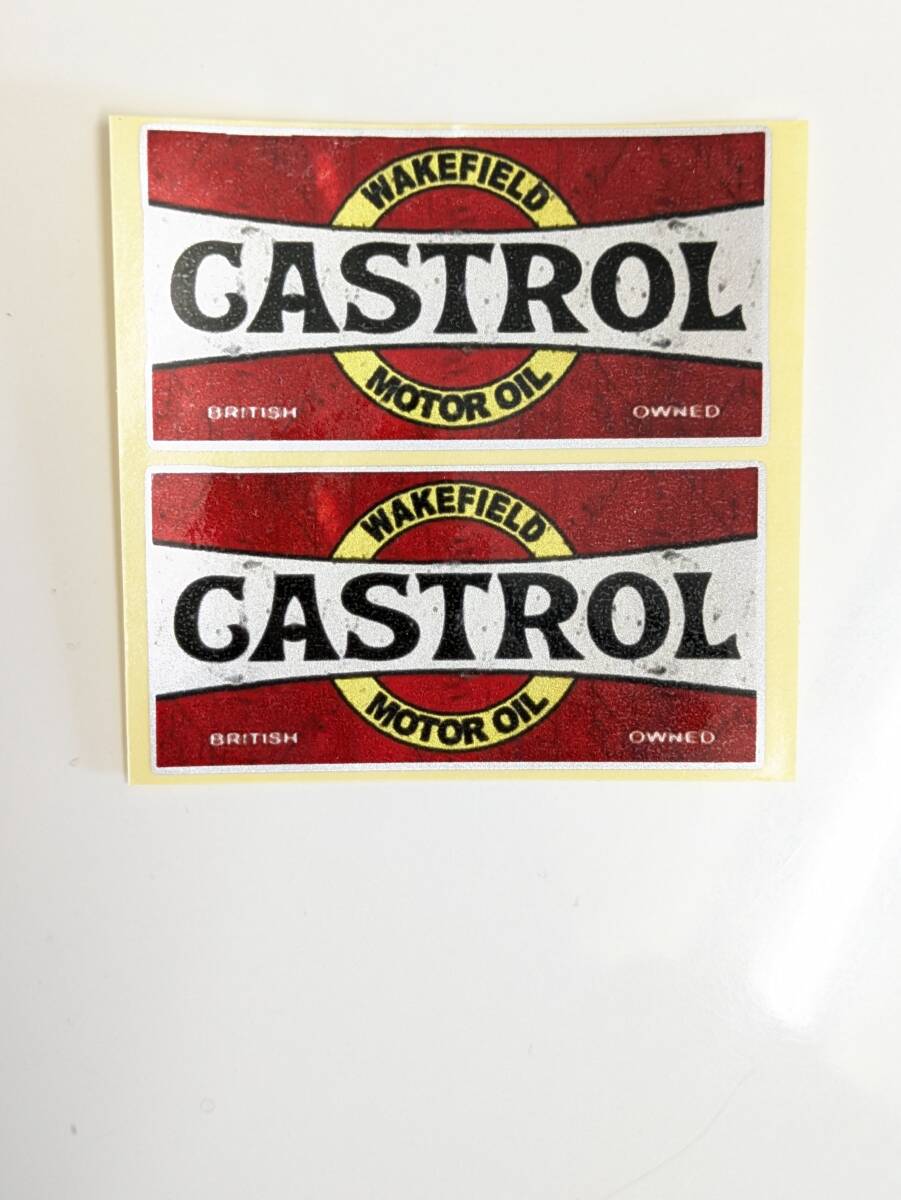 WAKEFIELD
CASTROL
MOTOR OIL
BRITISH OWNED
WAKEFIELD
CASTROL
MOTOR OIL
BRITISH OWNED